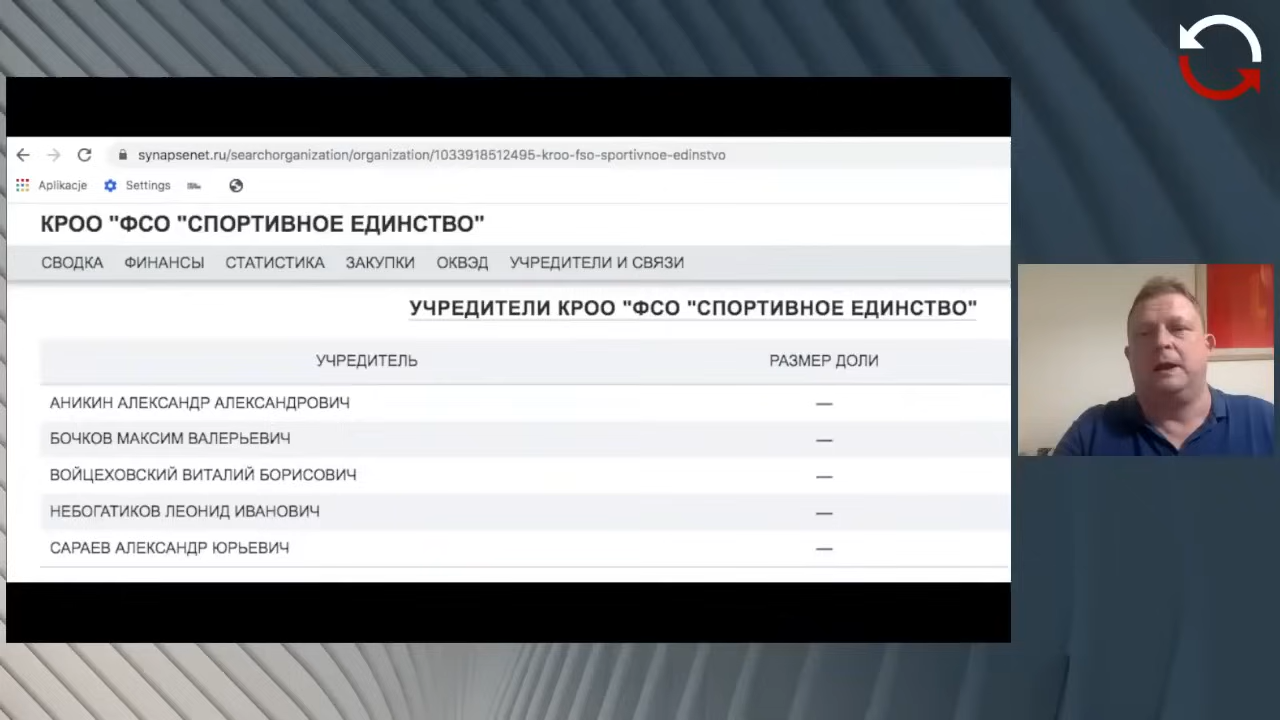 synapsenet.ru/searchorganization/organization/1033918512495-kroo-fso-sportivnoe-edinstvo
Aplikacje Settings
КРОО "ФСО "СПОРТИВНОЕ ЕДИНСТВО"
СВОДКА ФИНАНСЫ СТАТИСТИКА ЗАКУПКИ ОКВЭД УЧРЕДИТЕЛИ И СВЯЗИ
УЧРЕДИТЕЛИ КРОО "ФСО "СПОРТИВНОЕ ЕДИНСТВО"
УЧРЕДИТЕЛЬ РАЗМЕР ДОЛИ
АНИКИН АЛЕКСАНДР АЛЕКСАНДРОВИЧ —
БОЧКОВ МАКСИМ ВАЛЕРЬЕВИЧ —
ВОЙЦЕХОВСКИЙ ВИТАЛИЙ БОРИСОВИЧ —
НЕБОГАТИКОВ ЛЕОНИД ИВАНОВИЧ —
САРАЕВ АЛЕКСАНДР ЮРЬЕВИЧ —